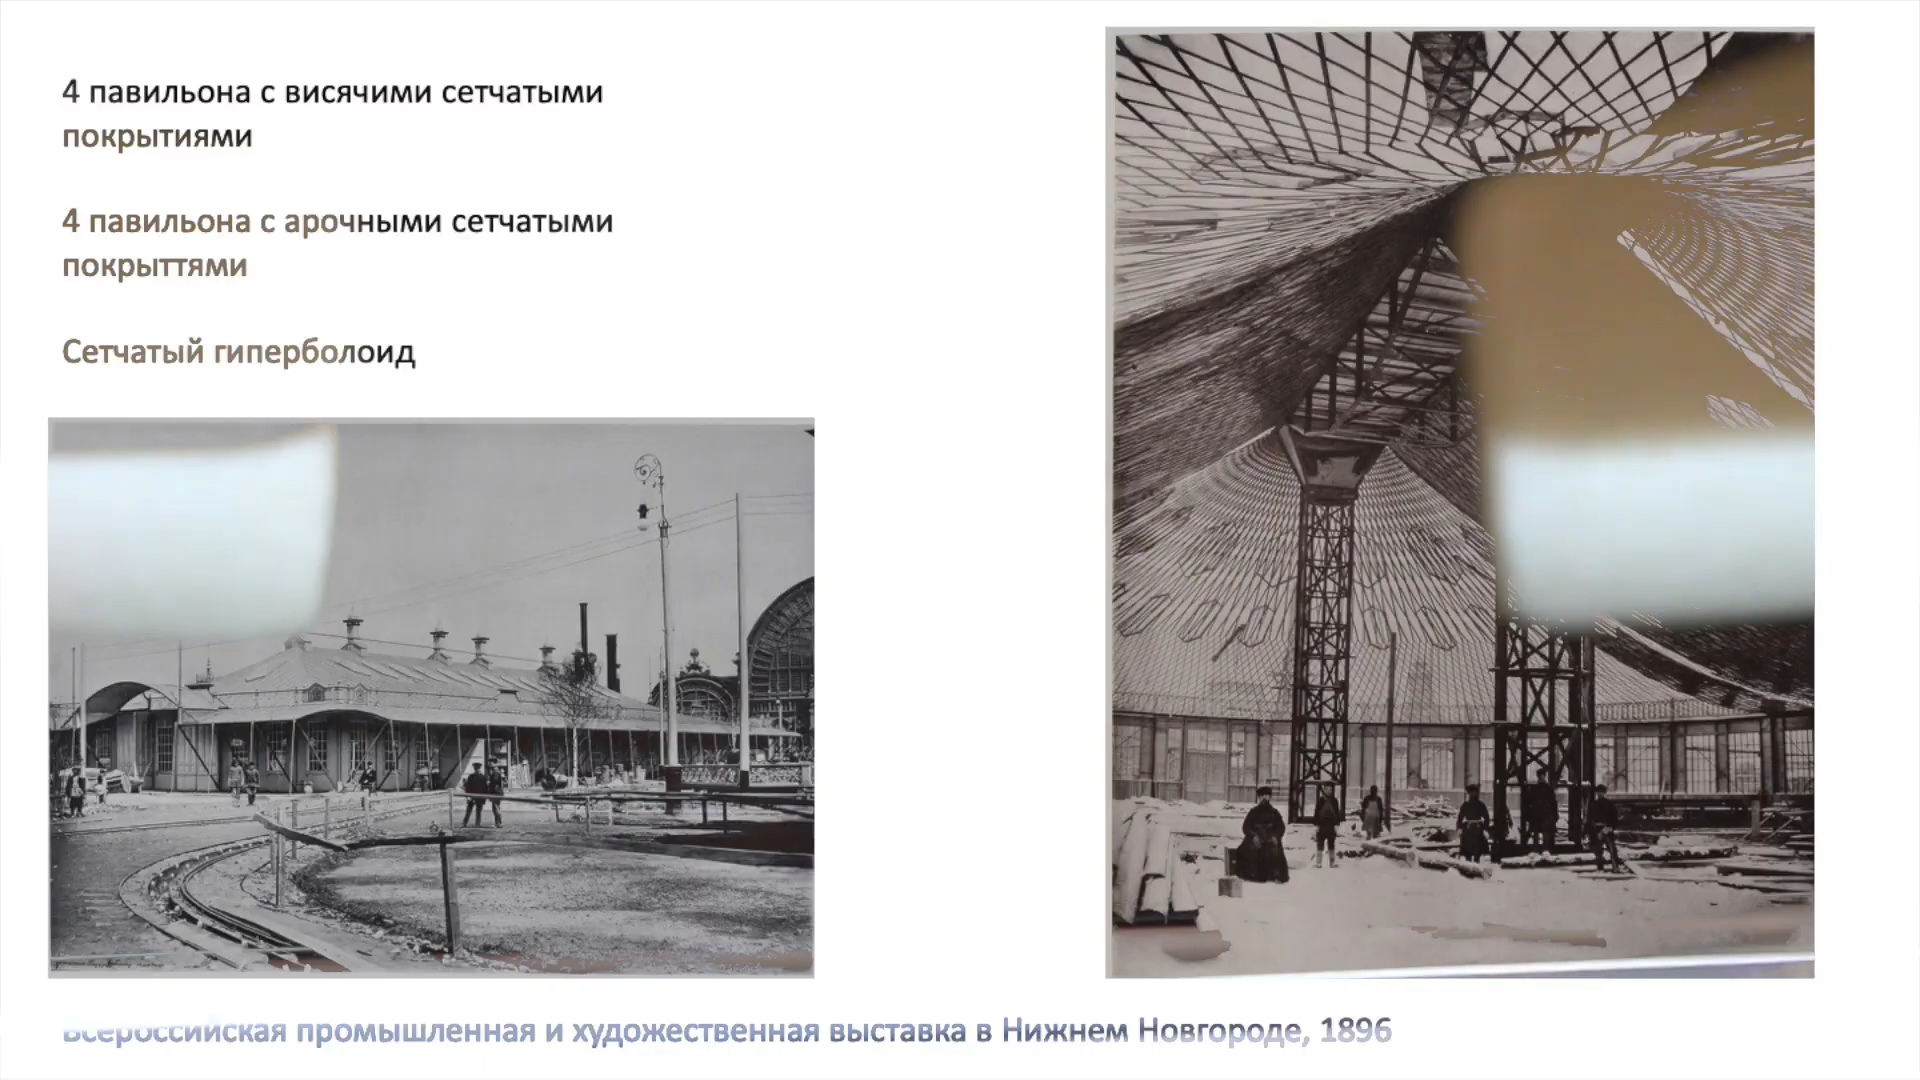 4 павильона с висячими сетчатыми
покрытиями
4 павильона с арочными сетчатыми
покрыттями
Сетчатый гиперболоид
Всероссийская промышленная и художественная выставка в Нижнем Новгороде, 1896